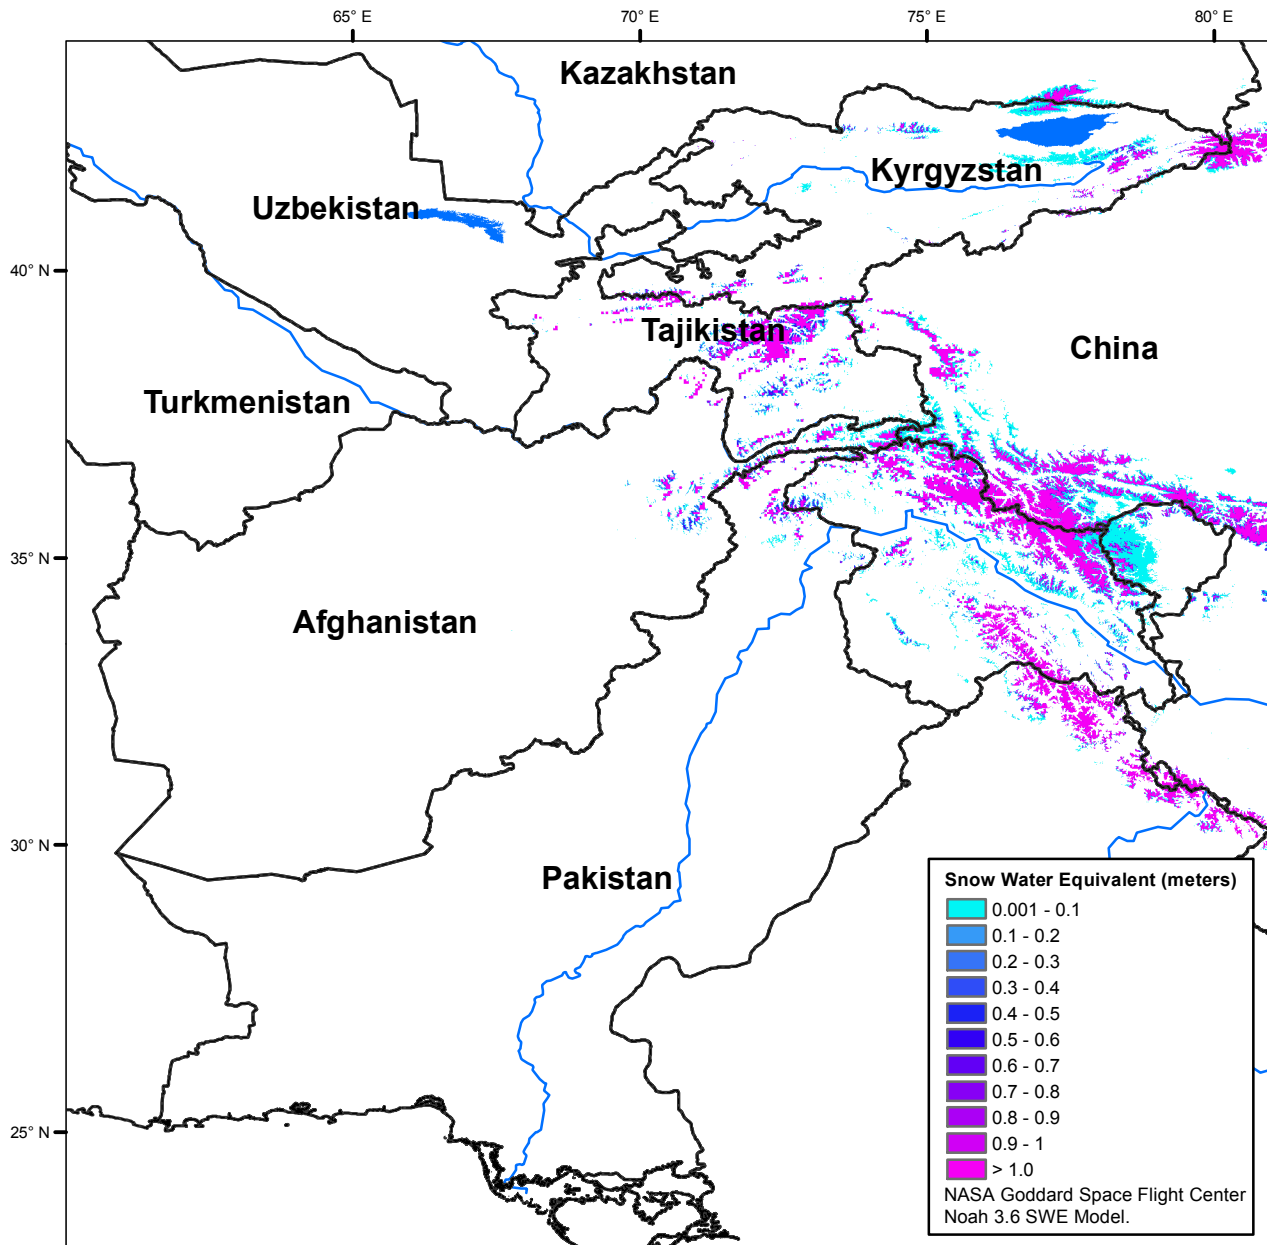 65° E
70° E
75° E
80° E
Kazakhstan
Kyrgyzstan
Uzbekistan
40° N
Tajikistan
China
Turkmenistan
35° N
Afghanistan
30° N
Pakistan
25° N
Snow Water Equivalent (meters)
0.001 - 0.1
0.1 - 0.2
0.2 - 0.3
0.3 - 0.4
0.4 - 0.5
0.5 - 0.6
0.6 - 0.7
0.7 - 0.8
0.8 - 0.9
0.9 - 1
> 1.0
NASA Goddard Space Flight Center
Noah 3.6 SWE Model.